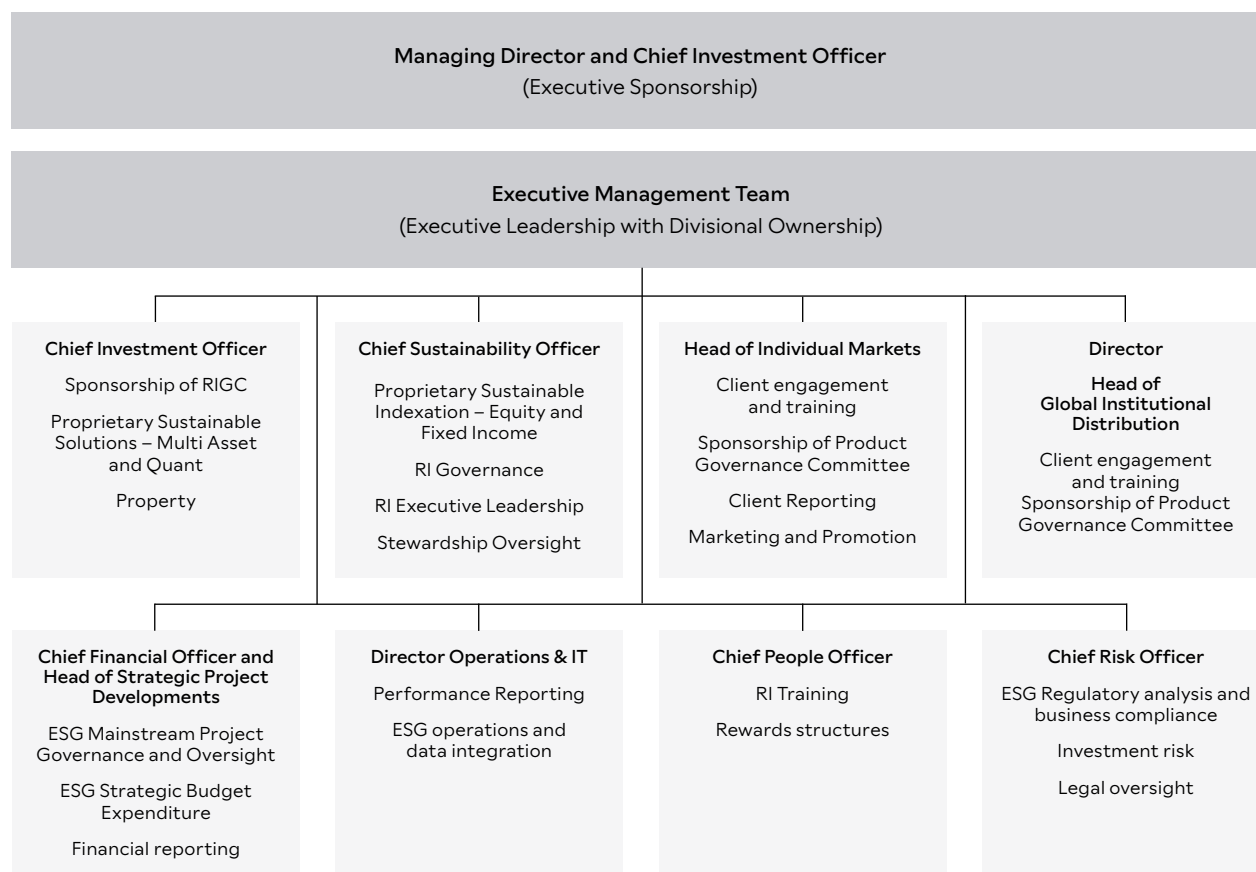 Managing Director and Chief Investment Officer
(Executive Sponsorship)
Executive Management Team
(Executive Leadership with Divisional Ownership)
Chief Investment Officer
Sponsorship of RIGC
Proprietary Sustainable
Solutions – Multi Asset
and Quant
Property
Chief Sustainability Officer
Proprietary Sustainable
Indexation – Equity and
Fixed Income
RI Governance
RI Executive Leadership
Stewardship Oversight
Head of Individual Markets
Client engagement
and training
Sponsorship of Product
Governance Committee
Client Reporting
Marketing and Promotion
Director
Head of
Global Institutional
Distribution
Client engagement
and training
Sponsorship of Product
Governance Committee
Chief Financial Officer and
Head of Strategic Project
Developments
ESG Mainstream Project
Governance and Oversight
ESG Strategic Budget
Expenditure
Financial reporting
Director Operations & IT
Performance Reporting
ESG operations and
data integration
Chief People Officer
RI Training
Rewards structures
Chief Risk Officer
ESG Regulatory analysis and
business compliance
Investment risk
Legal oversight